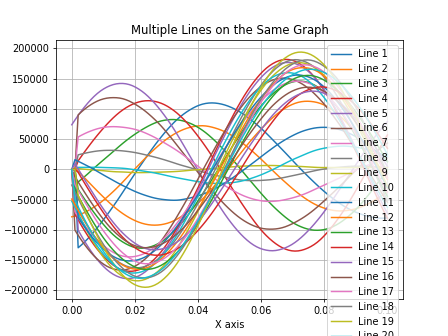 Multiple Lines on the Same Graph
200000
150000
100000
50000
0
−50000
−100000
−150000
−200000
0.00
0.02
0.04
0.06
X axis
Line 1
Line 2
Line 3
Line 4
Line 5
Line 6
Line 7
Line 8
Line 9
Line 10
Line 11
Line 12
Line 13
Line 14
Line 15
Line 16
Line 17
Line 18
Line 19
Line 20